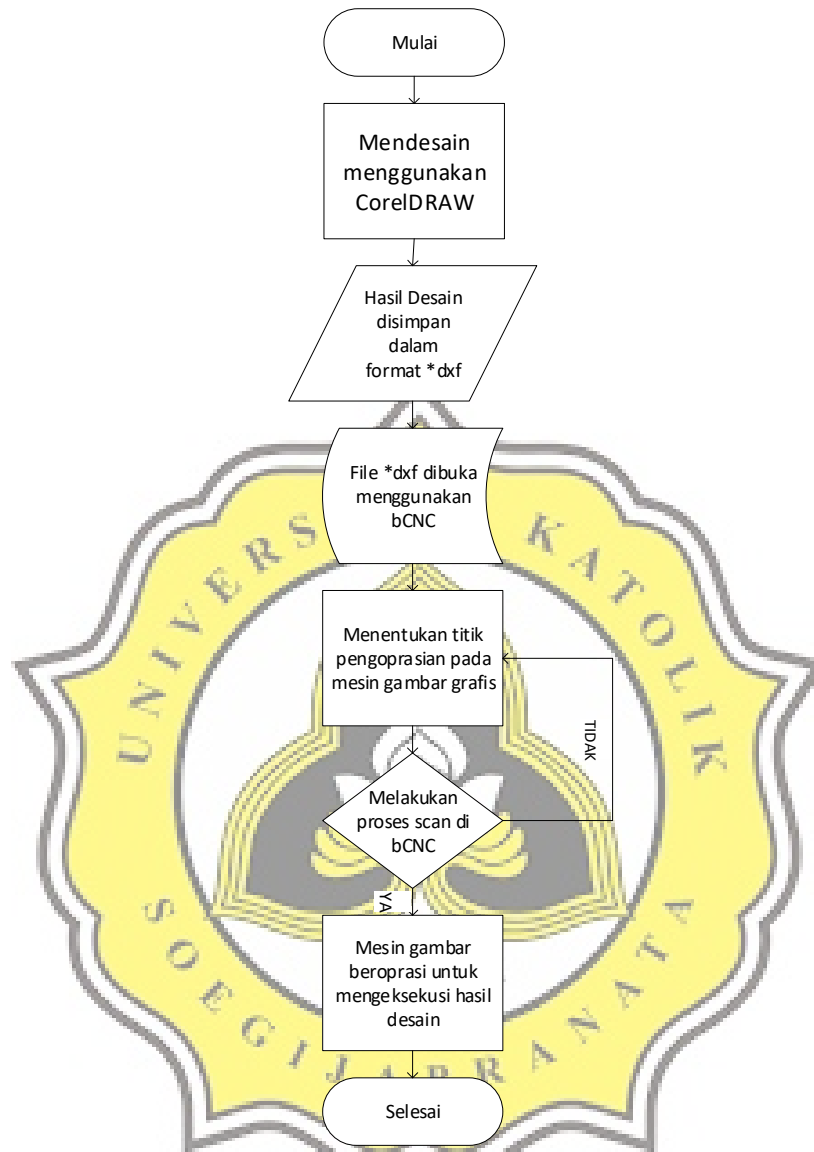 Mulai
Mendesain
menggunakan
CorelDRAW
Hasil Desain
disimpan
dalam
format *dxf
File *dxf dibuka
menggunakan
bCNC
Menentukan titik
pengoprasian pada
mesin gambar grafis
TIDAK
Melakukan
proses scan di
bCNC
YA
Mesin gambar
beroprasi untuk
mengeksekusi hasil
desain
Selesai
UNIVERS KATOLIK
SOEGIJAPRANATA